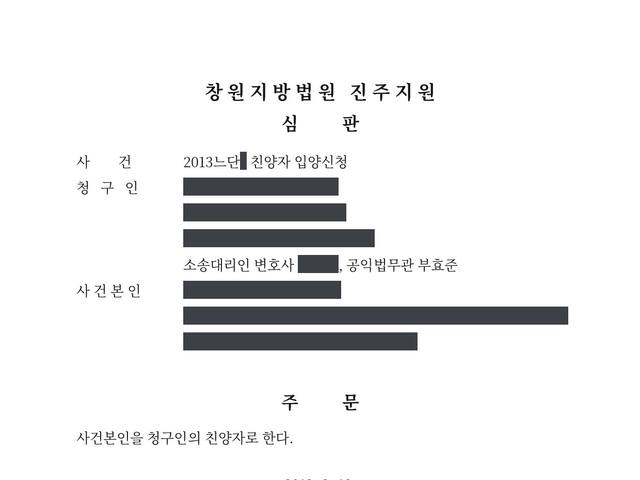 창원지방법원 진주지원
심 판
사 건 2013느단 친양자 입양신청
청 구 인
소송대리인 변호사 , 공익법무관 부효준
사 건 본 인
주 문
사건본인을 청구인의 친양자로 한다.